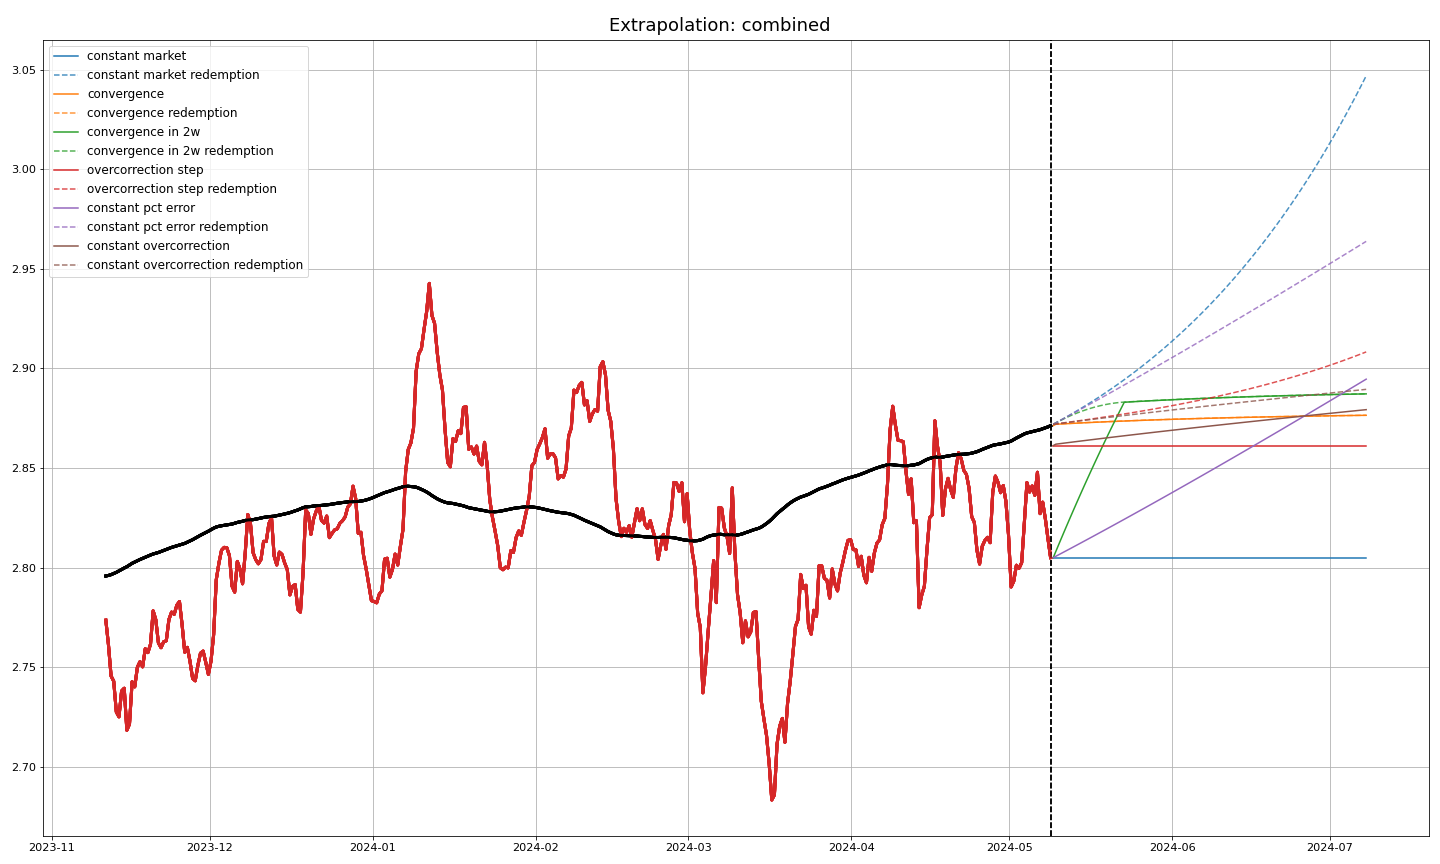 Extrapolation: combined
constant market
constant market redemption
convergence
convergence redemption
convergence in 2w
convergence in 2w redemption
overcorrection step
overcorrection step redemption
constant pct error
constant pct error redemption
constant overcorrection
constant overcorrection redemption
3.05
3.00
2.95
2.90
2.85
2.80
2.75
2.70
2023-11 2023-12 2024-01 2024-02 2024-03 2024-04 2024-05 2024-06 2024-07